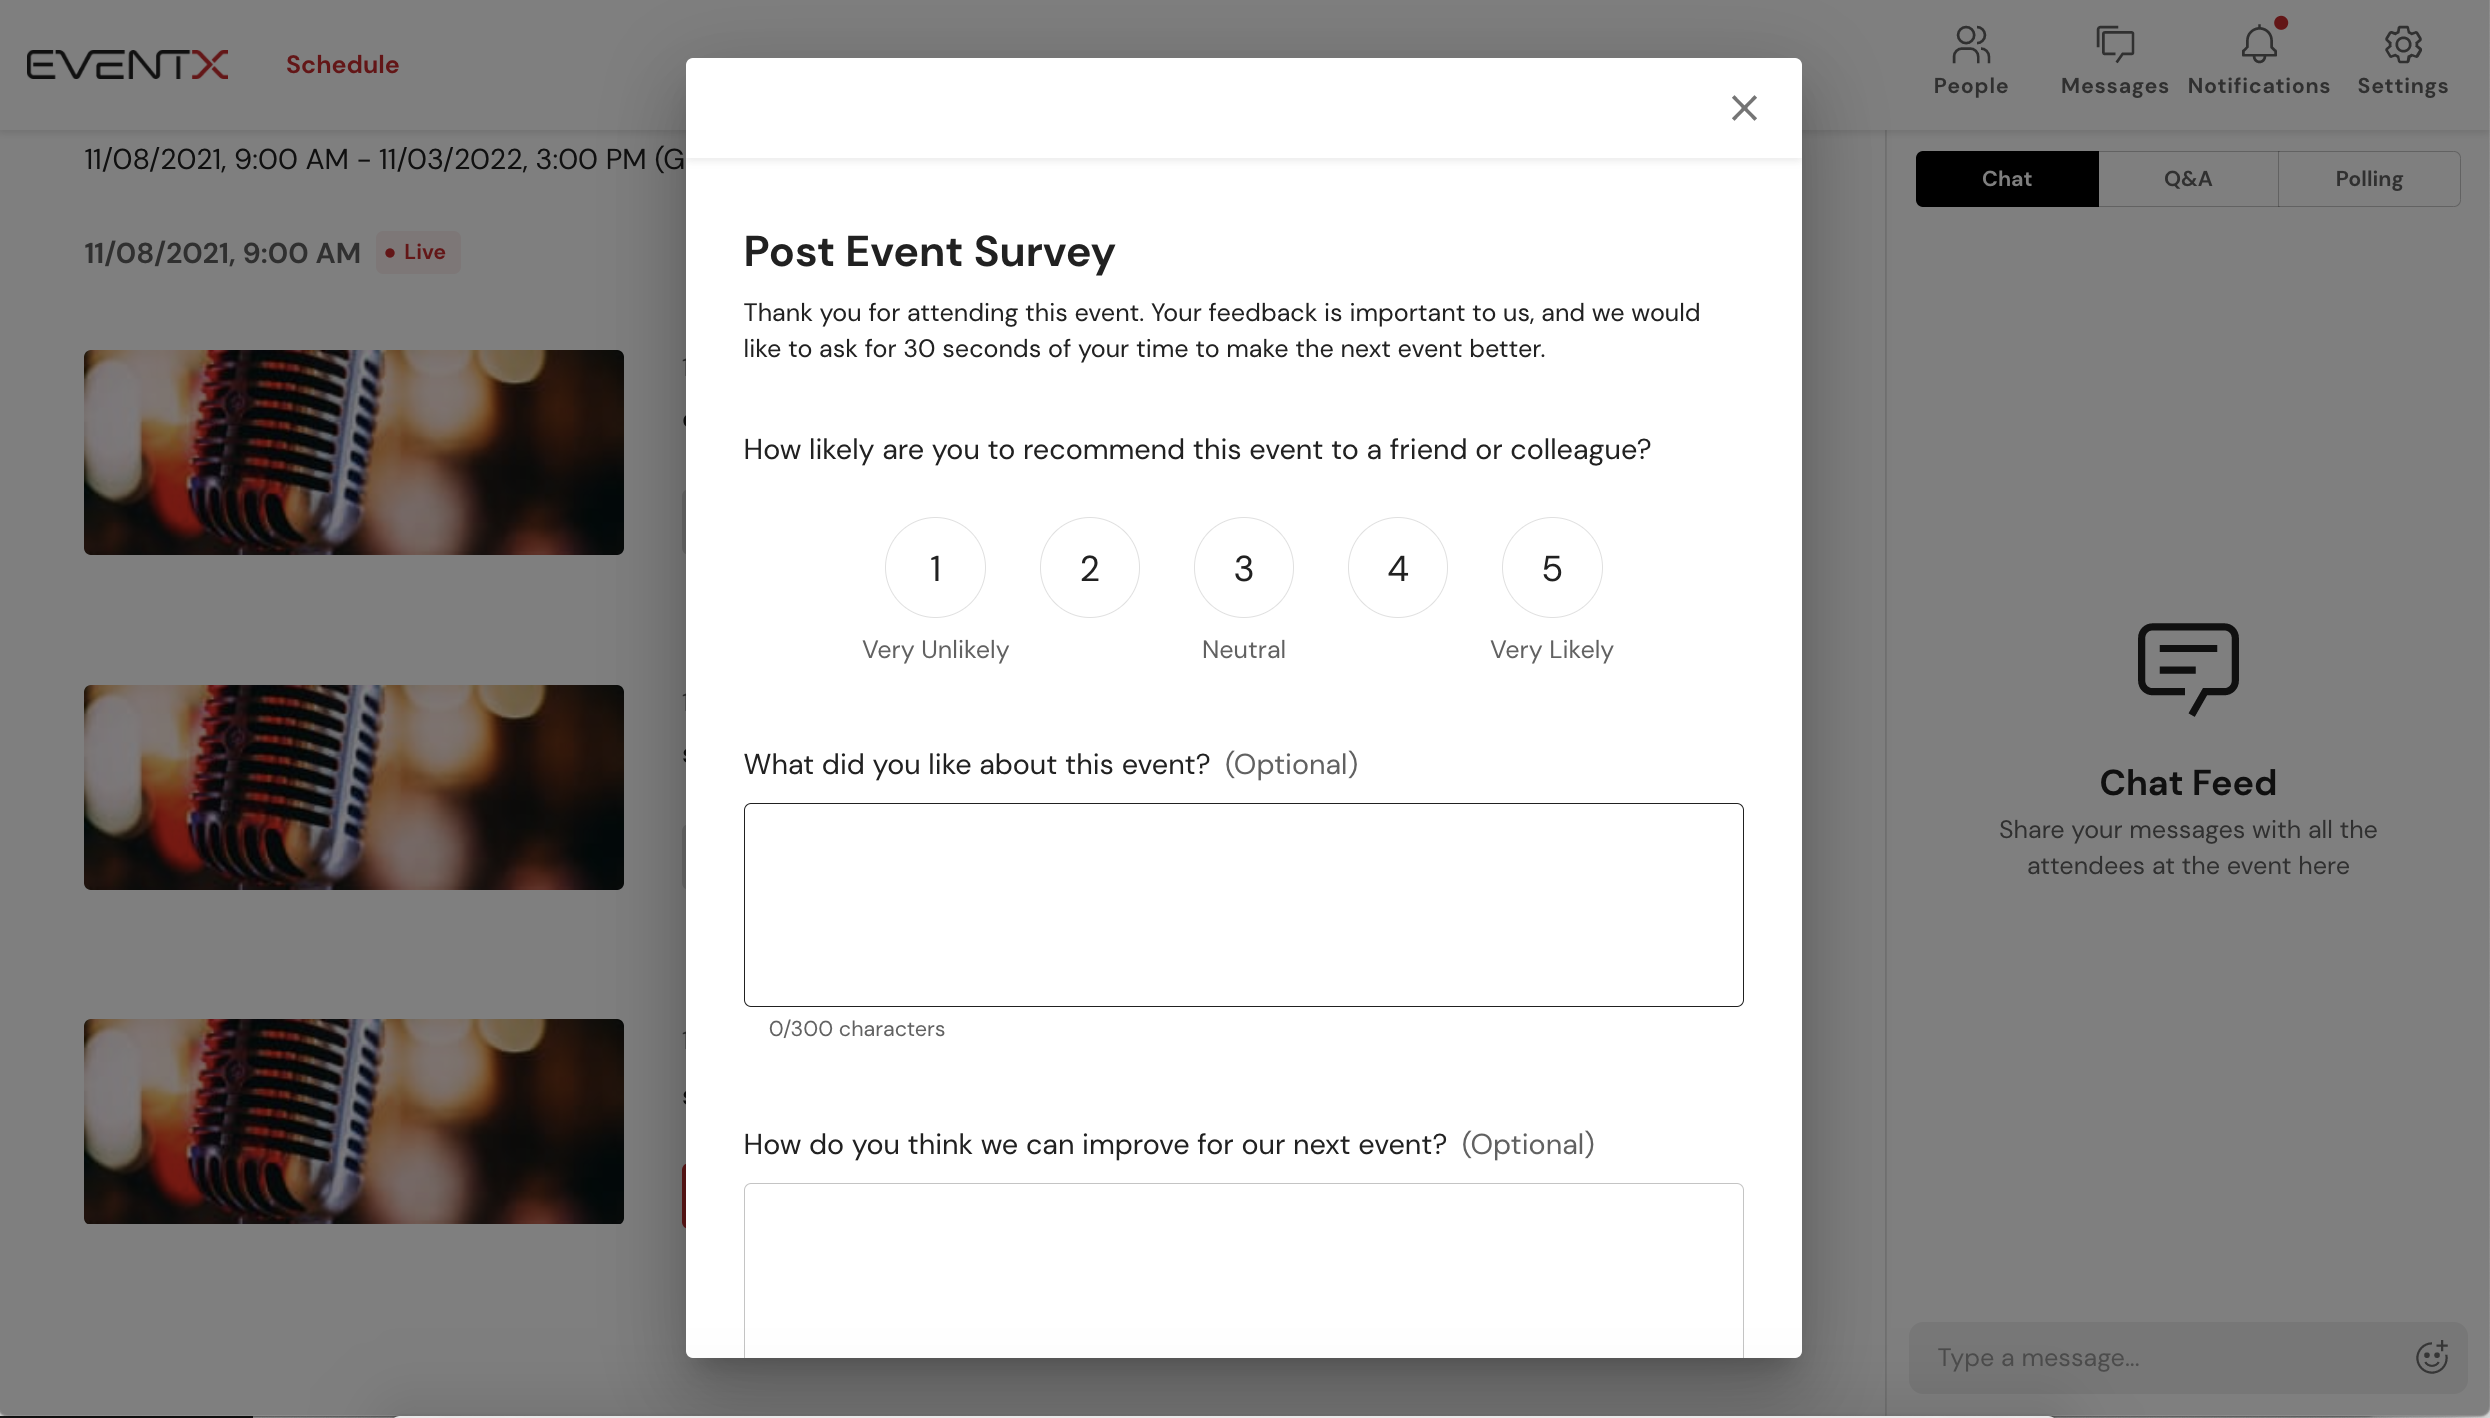 EVENTX
Schedule
People
Messages
Notifications
Settings
11/08/2021, 9:00 AM - 11/03/2022, 3:00 PM (G
11/08/2021, 9:00 AM
Live
Post Event Survey
Thank you for attending this event. Your feedback is important to us, and we would
like to ask for 30 seconds of your time to make the next event better.
How likely are you to recommend this event to a friend or colleague?
1 2 3 4 5
Very Unlikely Neutral Very Likely
What did you like about this event? (Optional)
0/300 characters
How do you think we can improve for our next event? (Optional)
Chat Q&A Polling
Chat Feed
Share your messages with all the
attendees at the event here
Type a message...